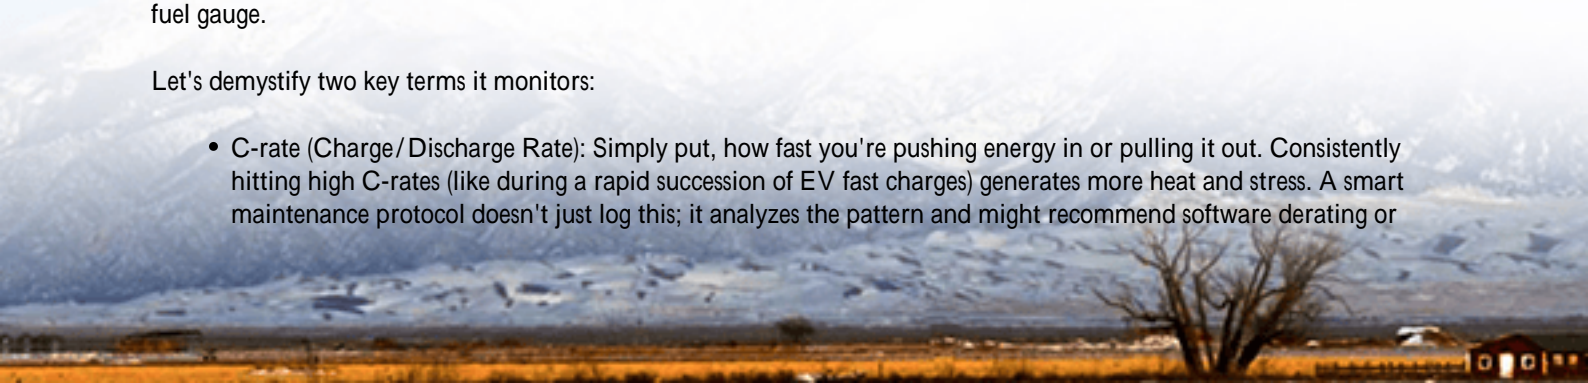 fuel gauge.
Let's demystify two key terms it monitors:
• C-rate (Charge/Discharge Rate): Simply put, how fast you're pushing energy in or pulling it out. Consistently
hitting high C-rates (like during a rapid succession of EV fast charges) generates more heat and stress. A smart
maintenance protocol doesn't just log this; it analyzes the pattern and might recommend software derating or